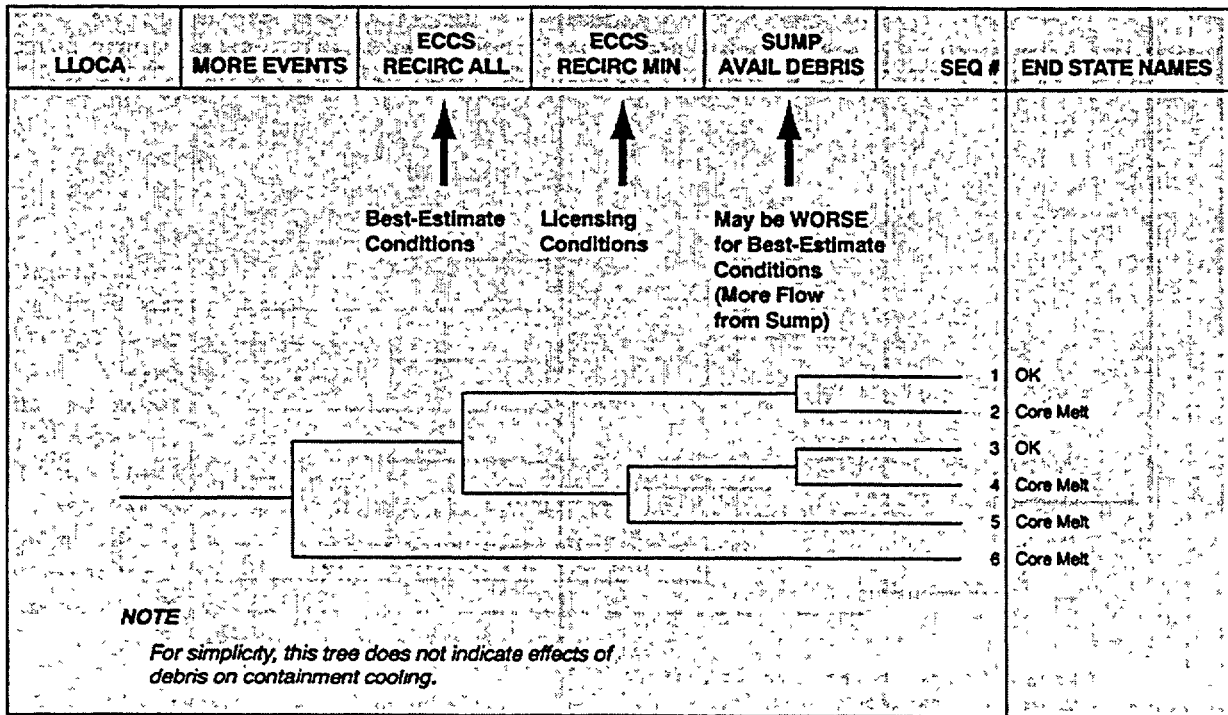 LLOCA
MORE EVENTS
ECCS
RECIRC ALL
ECCS
RECIRC MIN
SUMP
AVAIL DEBRIS
SEQ #
END STATE NAMES
Best-Estimate
Conditions
Licensing
Conditions
May be WORSE
for Best-Estimate
Conditions
(More Flow
from Sump)
1 OK
2 Core Melt
3 OK
4 Core Melt
5 Core Melt
6 Core Melt
NOTE
For simplicity, this tree does not indicate effects of
debris on containment cooling.